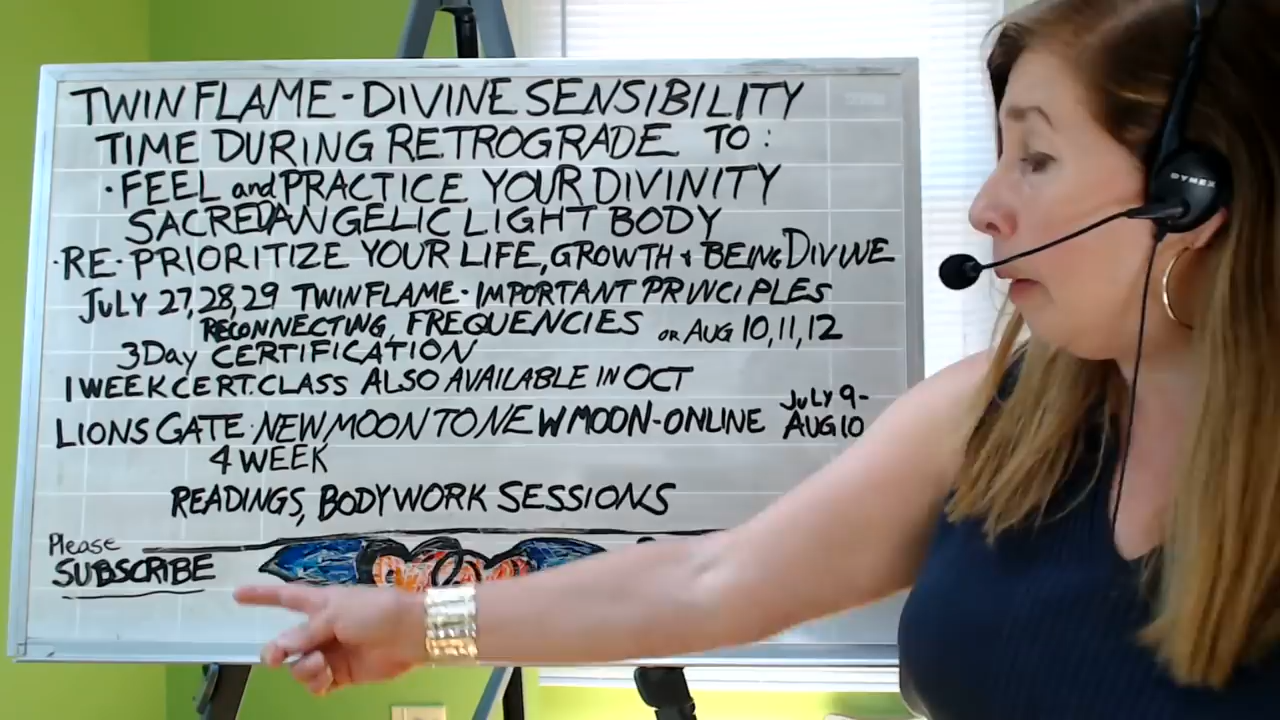 TWIN FLAME - DIVINE SENSIBILITY
TIME DURING RETROGRADE TO:
· FEEL and PRACTICE YOUR DIVINITY
SACRED ANGELIC LIGHT BODY
· RE-PRIORITIZE YOUR LIFE, GROWTH + BEING DIVINE
JULY 27, 28, 29 TWIN FLAME - IMPORTANT PRINCIPLES
RECONNECTING, FREQUENCIES OR AUG 10, 11, 12
3 Day CERTIFICATION
1 WEEK CERT. CLASS ALSO AVAILABLE IN OCT
LIONS GATE · NEW MOON TO NEW MOON - ONLINE JULY 9 - AUG 10
4 WEEK
READINGS, BODYWORK SESSIONS
Please
SUBSCRIBE
DYNEX